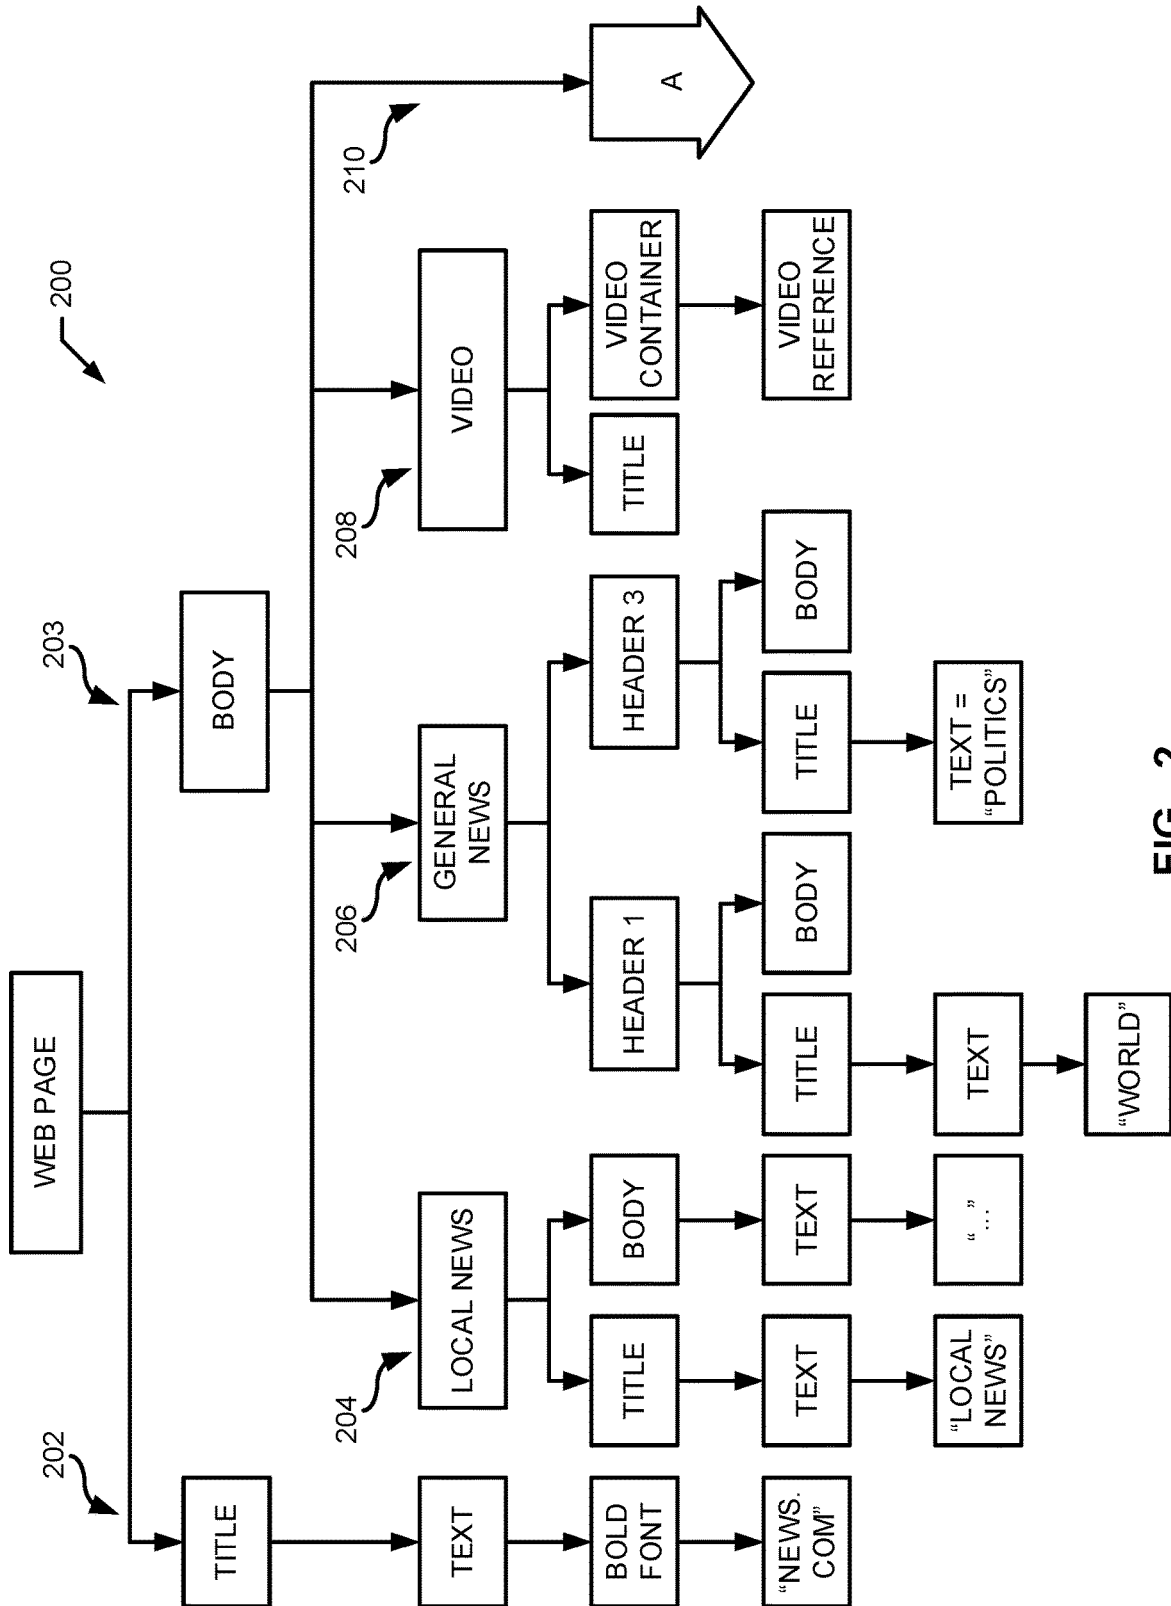 200
WEB PAGE
202
203
TITLE
BODY
204
206
208
210
TEXT
LOCAL NEWS
GENERAL
NEWS
VIDEO
BOLD
FONT
TITLE
BODY
HEADER 1
HEADER 3
TITLE
VIDEO
CONTAINER
A
“NEWS.
COM”
TEXT
TEXT
TITLE
BODY
TITLE
BODY
VIDEO
REFERENCE
“LOCAL
NEWS”
“ ... ”
TEXT
TEXT =
“POLITICS”
“WORLD”
FIG. 2